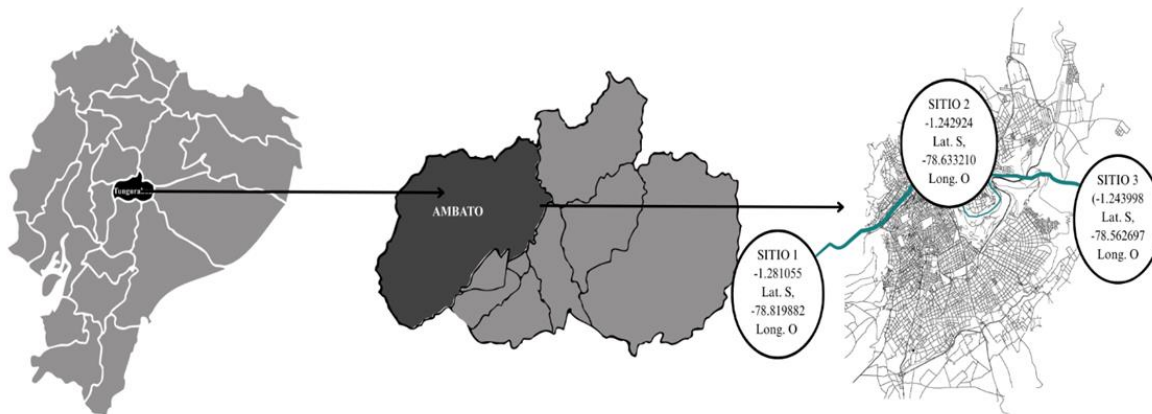 AMBATO
SITIO 1
-1.281055
Lat. S,
-78.819882
Long. O
SITIO 2
-1.242924
Lat. S,
-78.633210
Long. O
SITIO 3
(-1.243998
Lat. S,
-78.562697
Long. O